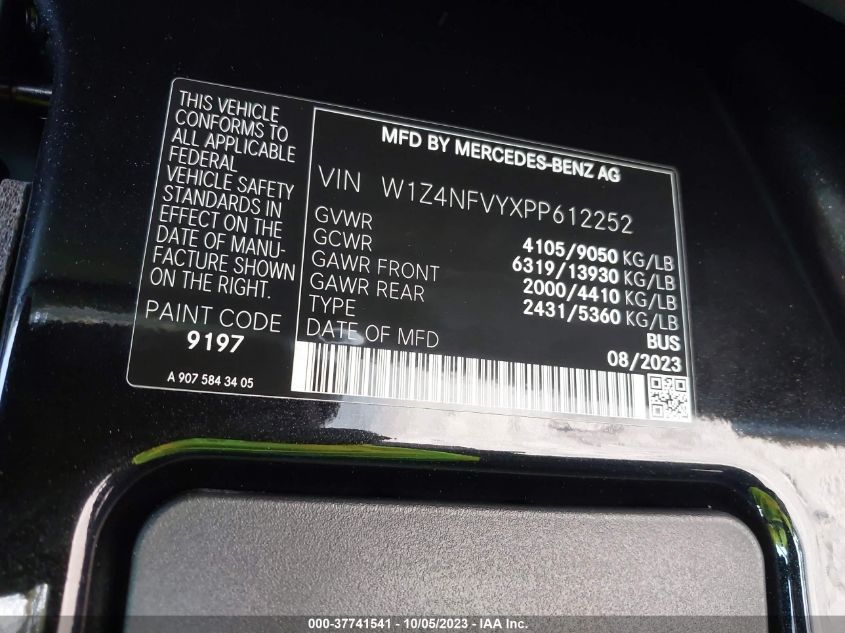 THIS VEHICLE
CONFORMS TO
ALL APPLICABLE
FEDERAL
VEHICLE SAFETY
STANDARDS IN
EFFECT ON THE
DATE OF MANU-
FACTURE SHOWN
ON THE RIGHT.
PAINT CODE
9197
A 907 584 34 05
MFD BY MERCEDES-BENZ AG
VIN W1Z4NFVYXPP612252
GVWR 4105/9050 KG/LB
GCWR 6319/13930 KG/LB
GAWR FRONT 2000/4410 KG/LB
GAWR REAR 2431/5360 KG/LB
TYPE BUS
DATE OF MFD 08/2023
000-37741541 - 10/05/2023 - IAA Inc.